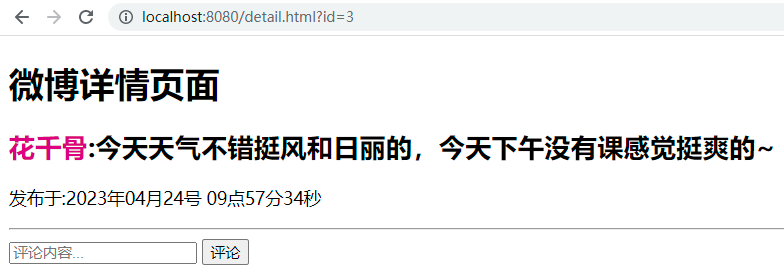 localhost:8080/detail.html?id=3
微博详情页面
花千骨:今天天气不错挺风和日丽的，今天下午没有课感觉挺爽的~
发布于:2023年04月24号 09点57分34秒
评论内容... 评论